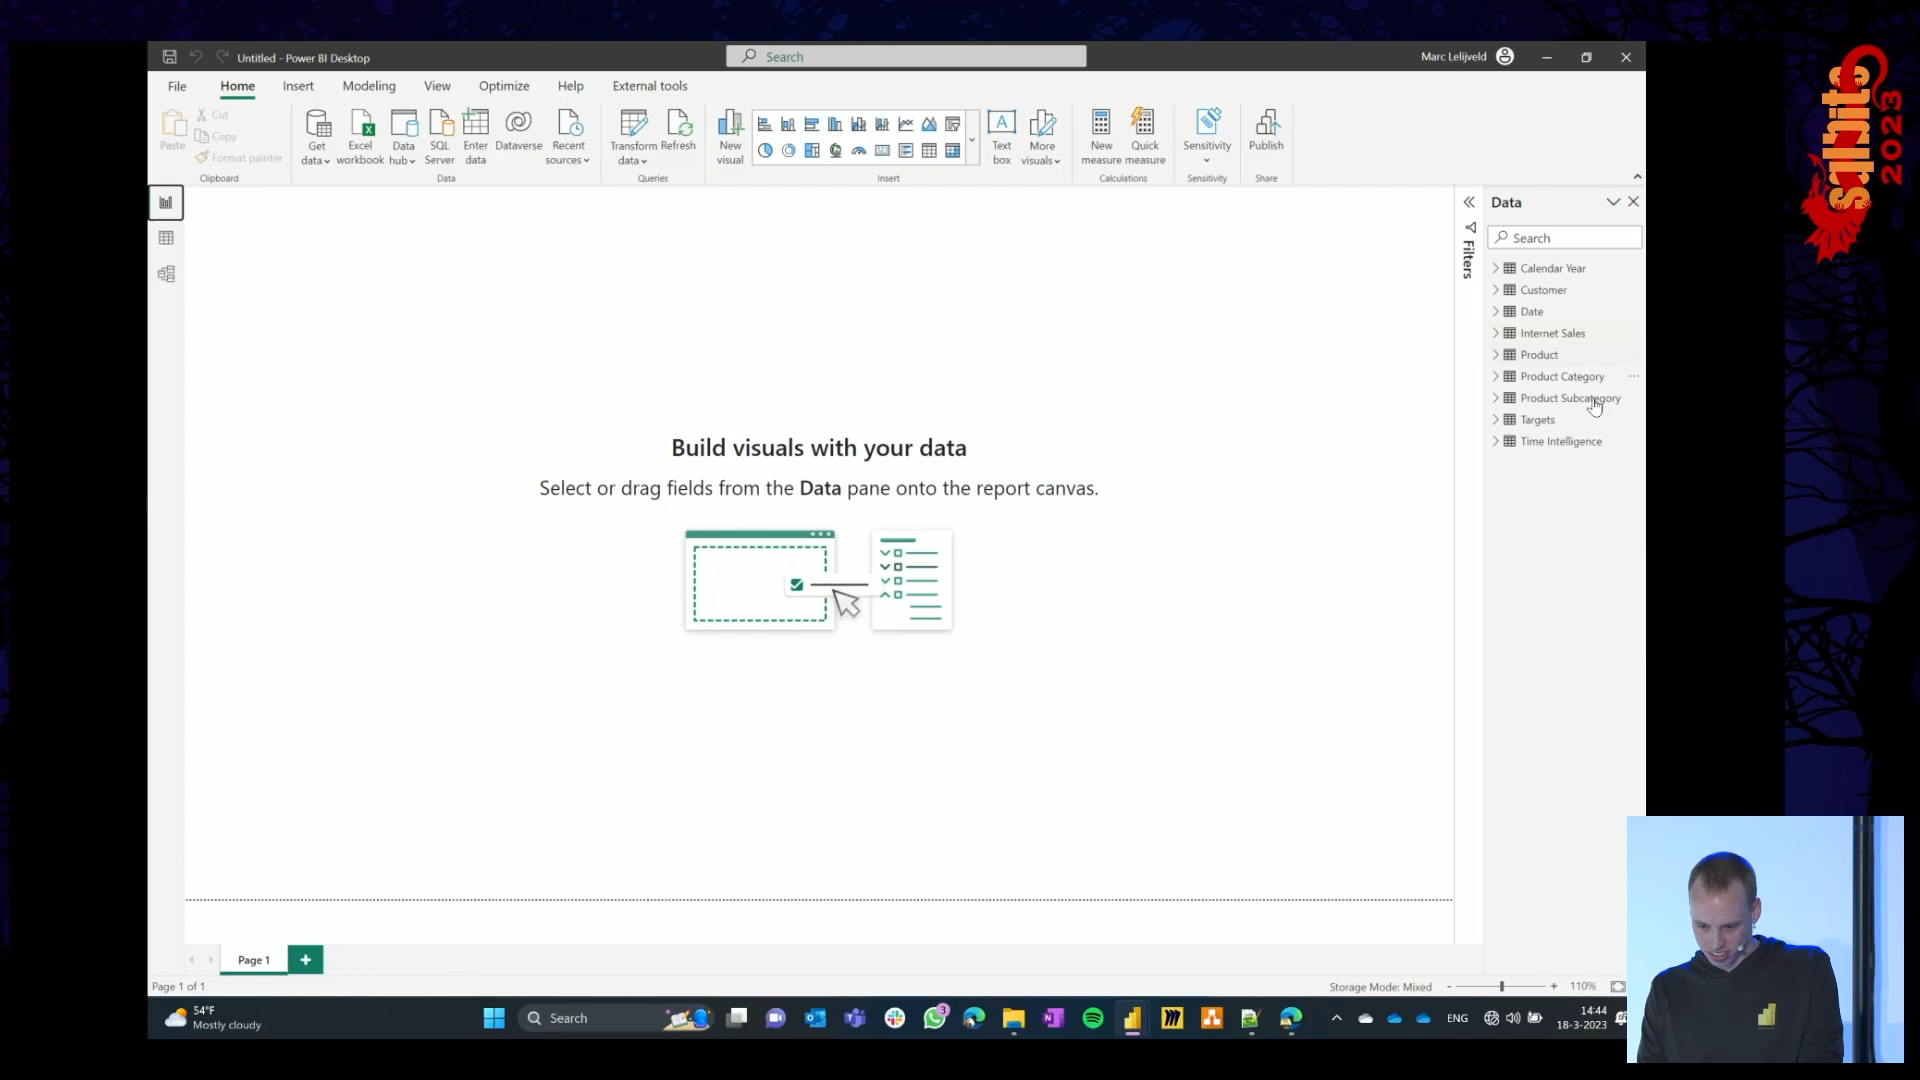 Untitled - Power BI Desktop
Search
Marc Lelijveld
File Home Insert Modeling View Optimize Help External tools
Paste
Cut
Copy
Format painter
Clipboard
Get data
Excel workbook
Data hub
SQL Server
Enter data
Dataverse
Recent sources
Data
Transform data
Refresh
Queries
New visual
Insert
Text box
More visuals
New measure
Quick measure
Calculations
Sensitivity
Sensitivity
Publish
Share
Filters
Data
Search
Calendar Year
Customer
Date
Internet Sales
Product
Product Category
Product Subcategory
Targets
Time Intelligence
Build visuals with your data
Select or drag fields from the Data pane onto the report canvas.
Page 1
Page 1 of 1
Storage Mode: Mixed
110%
54°F
Mostly cloudy
Search
3
ENG
14:44
18-3-2023
sqlbits
2023